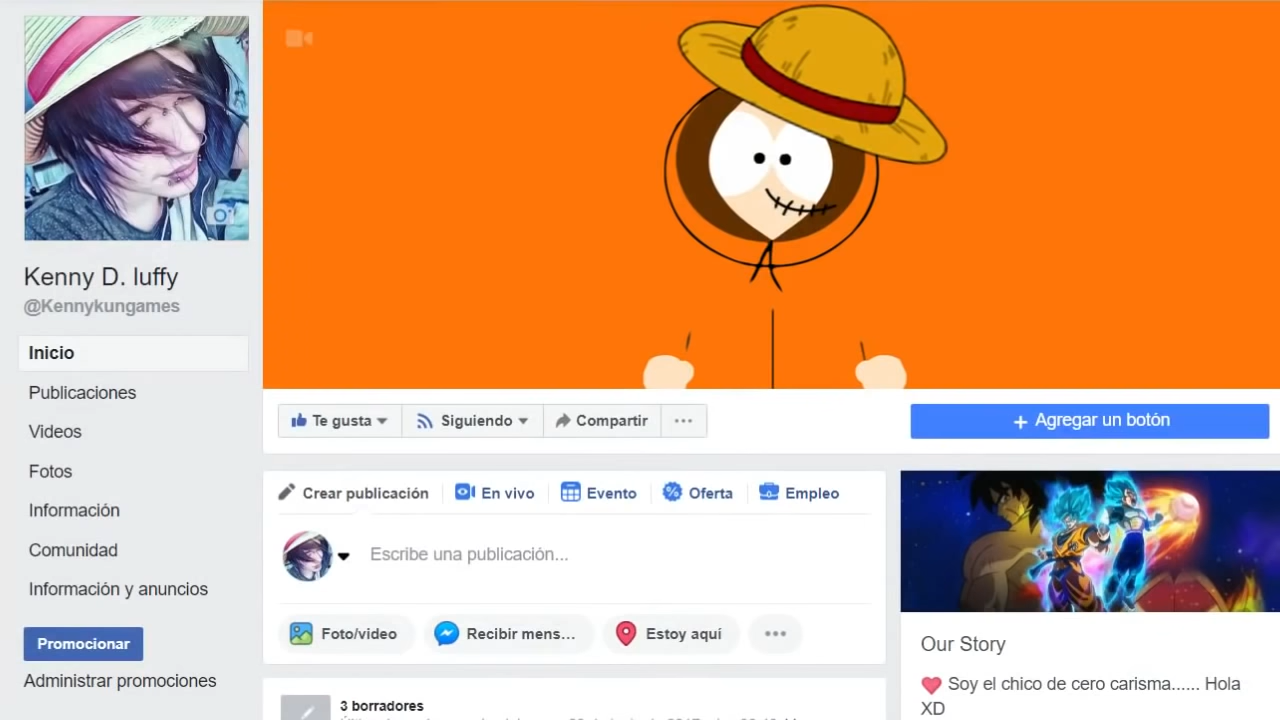 Kenny D. luffy
@Kennykungames
Inicio
Publicaciones
Videos
Fotos
Información
Comunidad
Información y anuncios
Promocionar
Administrar promociones
Te gusta
Siguiendo
Compartir
+ Agregar un botón
Crear publicación
En vivo
Evento
Oferta
Empleo
Escribe una publicación...
Foto/video
Recibir mens...
Estoy aquí
3 borradores
Our Story
Soy el chico de cero carisma...... Hola
XD